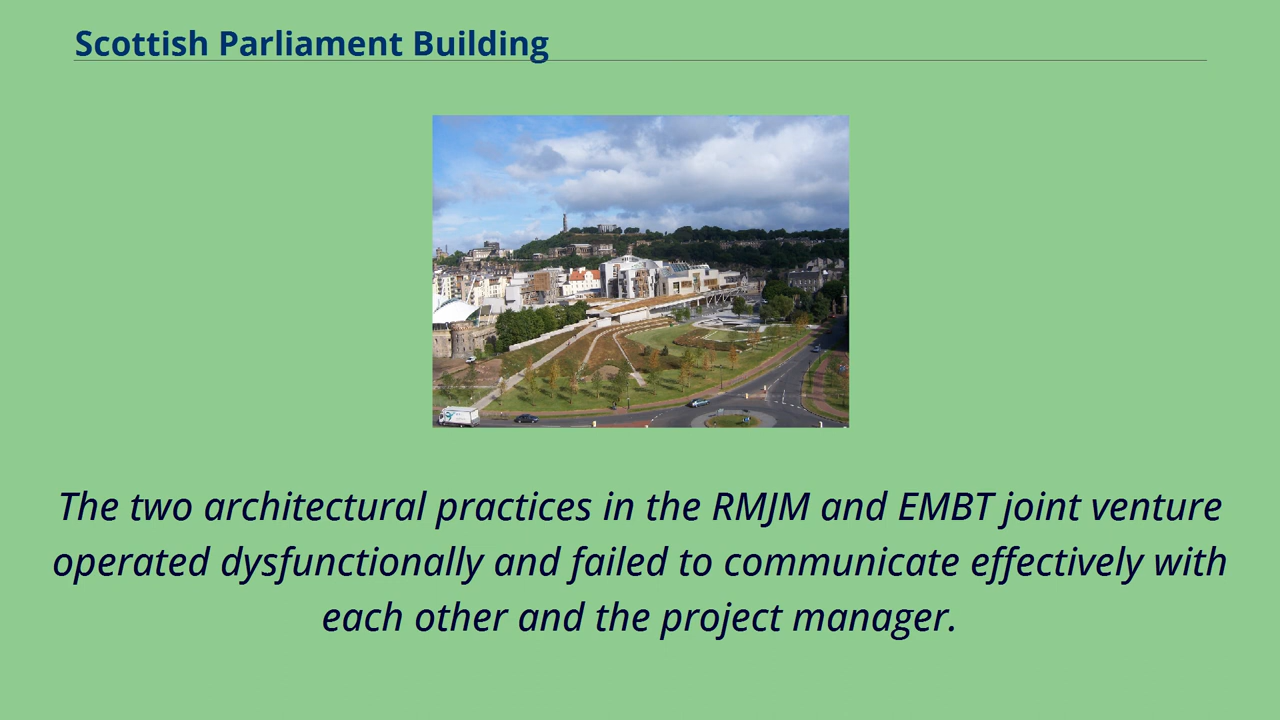 Scottish Parliament Building
The two architectural practices in the RMJM and EMBT joint venture
operated dysfunctionally and failed to communicate effectively with
each other and the project manager.